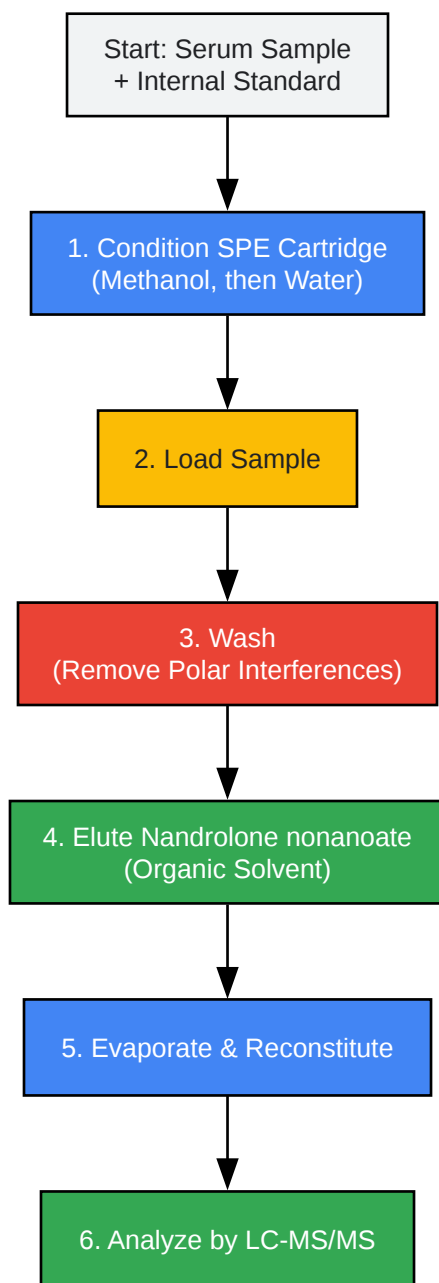 Start: Serum Sample
+ Internal Standard
1. Condition SPE Cartridge
(Methanol, then Water)
2. Load Sample
3. Wash
(Remove Polar Interferences)
4. Elute Nandrolone nonanoate
(Organic Solvent)
5. Evaporate & Reconstitute
6. Analyze by LC-MS/MS